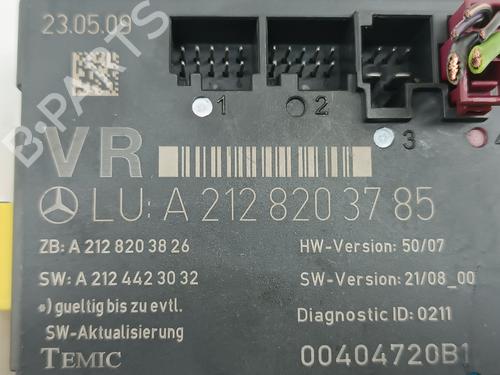 23.05.09
1
2
3
4
VR
LU: A 212 820 37 85
ZB: A 212 820 38 26
HW-Version: 50/07
SW: A 212 442 30 32
SW-Version: 21/08_00
*) gueltig bis zu evtl.
SW-Aktualisierung
Diagnostic ID: 0211
TEMIC
00404720B1
B-PARTS